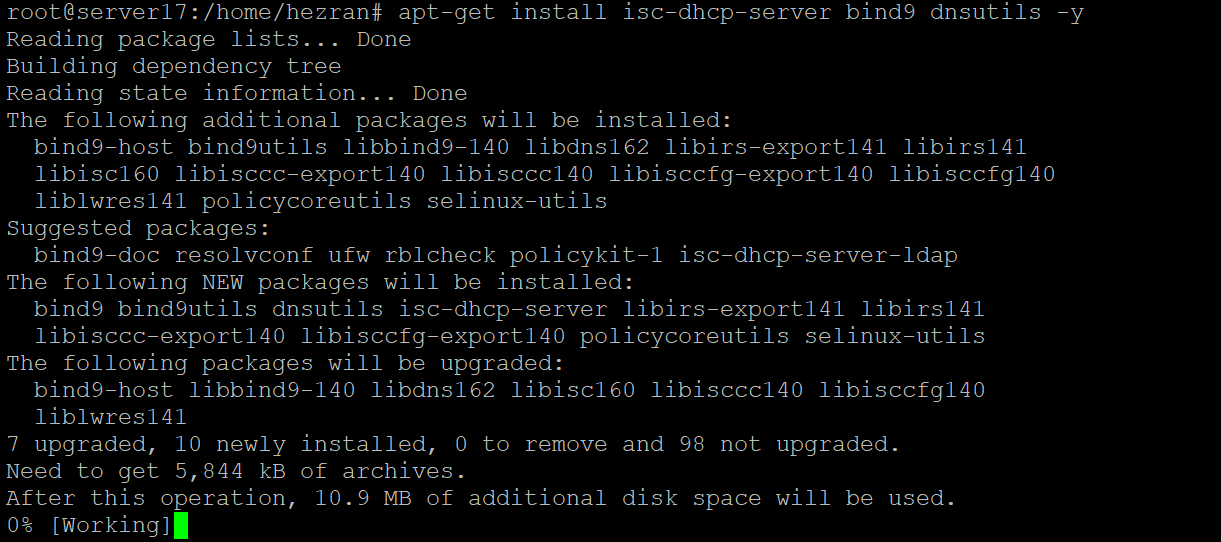 root@server17:/home/hezran# apt-get install isc-dhcp-server bind9 dnsutils -y
Reading package lists... Done
Building dependency tree
Reading state information... Done
The following additional packages will be installed:
  bind9-host bind9utils libbind9-140 libdns162 libirs-export141 libirs141
  libisc160 libisccc-export140 libisccc140 libisccfg-export140 libisccfg140
  liblwres141 policycoreutils selinux-utils
Suggested packages:
  bind9-doc resolvconf ufw rblcheck policykit-1 isc-dhcp-server-ldap
The following NEW packages will be installed:
  bind9 bind9utils dnsutils isc-dhcp-server libirs-export141 libirs141
  libisccc-export140 libisccfg-export140 policycoreutils selinux-utils
The following packages will be upgraded:
  bind9-host libbind9-140 libdns162 libisc160 libisccc140 libisccfg140
  liblwres141
7 upgraded, 10 newly installed, 0 to remove and 98 not upgraded.
Need to get 5,844 kB of archives.
After this operation, 10.9 MB of additional disk space will be used.
0% [Working]